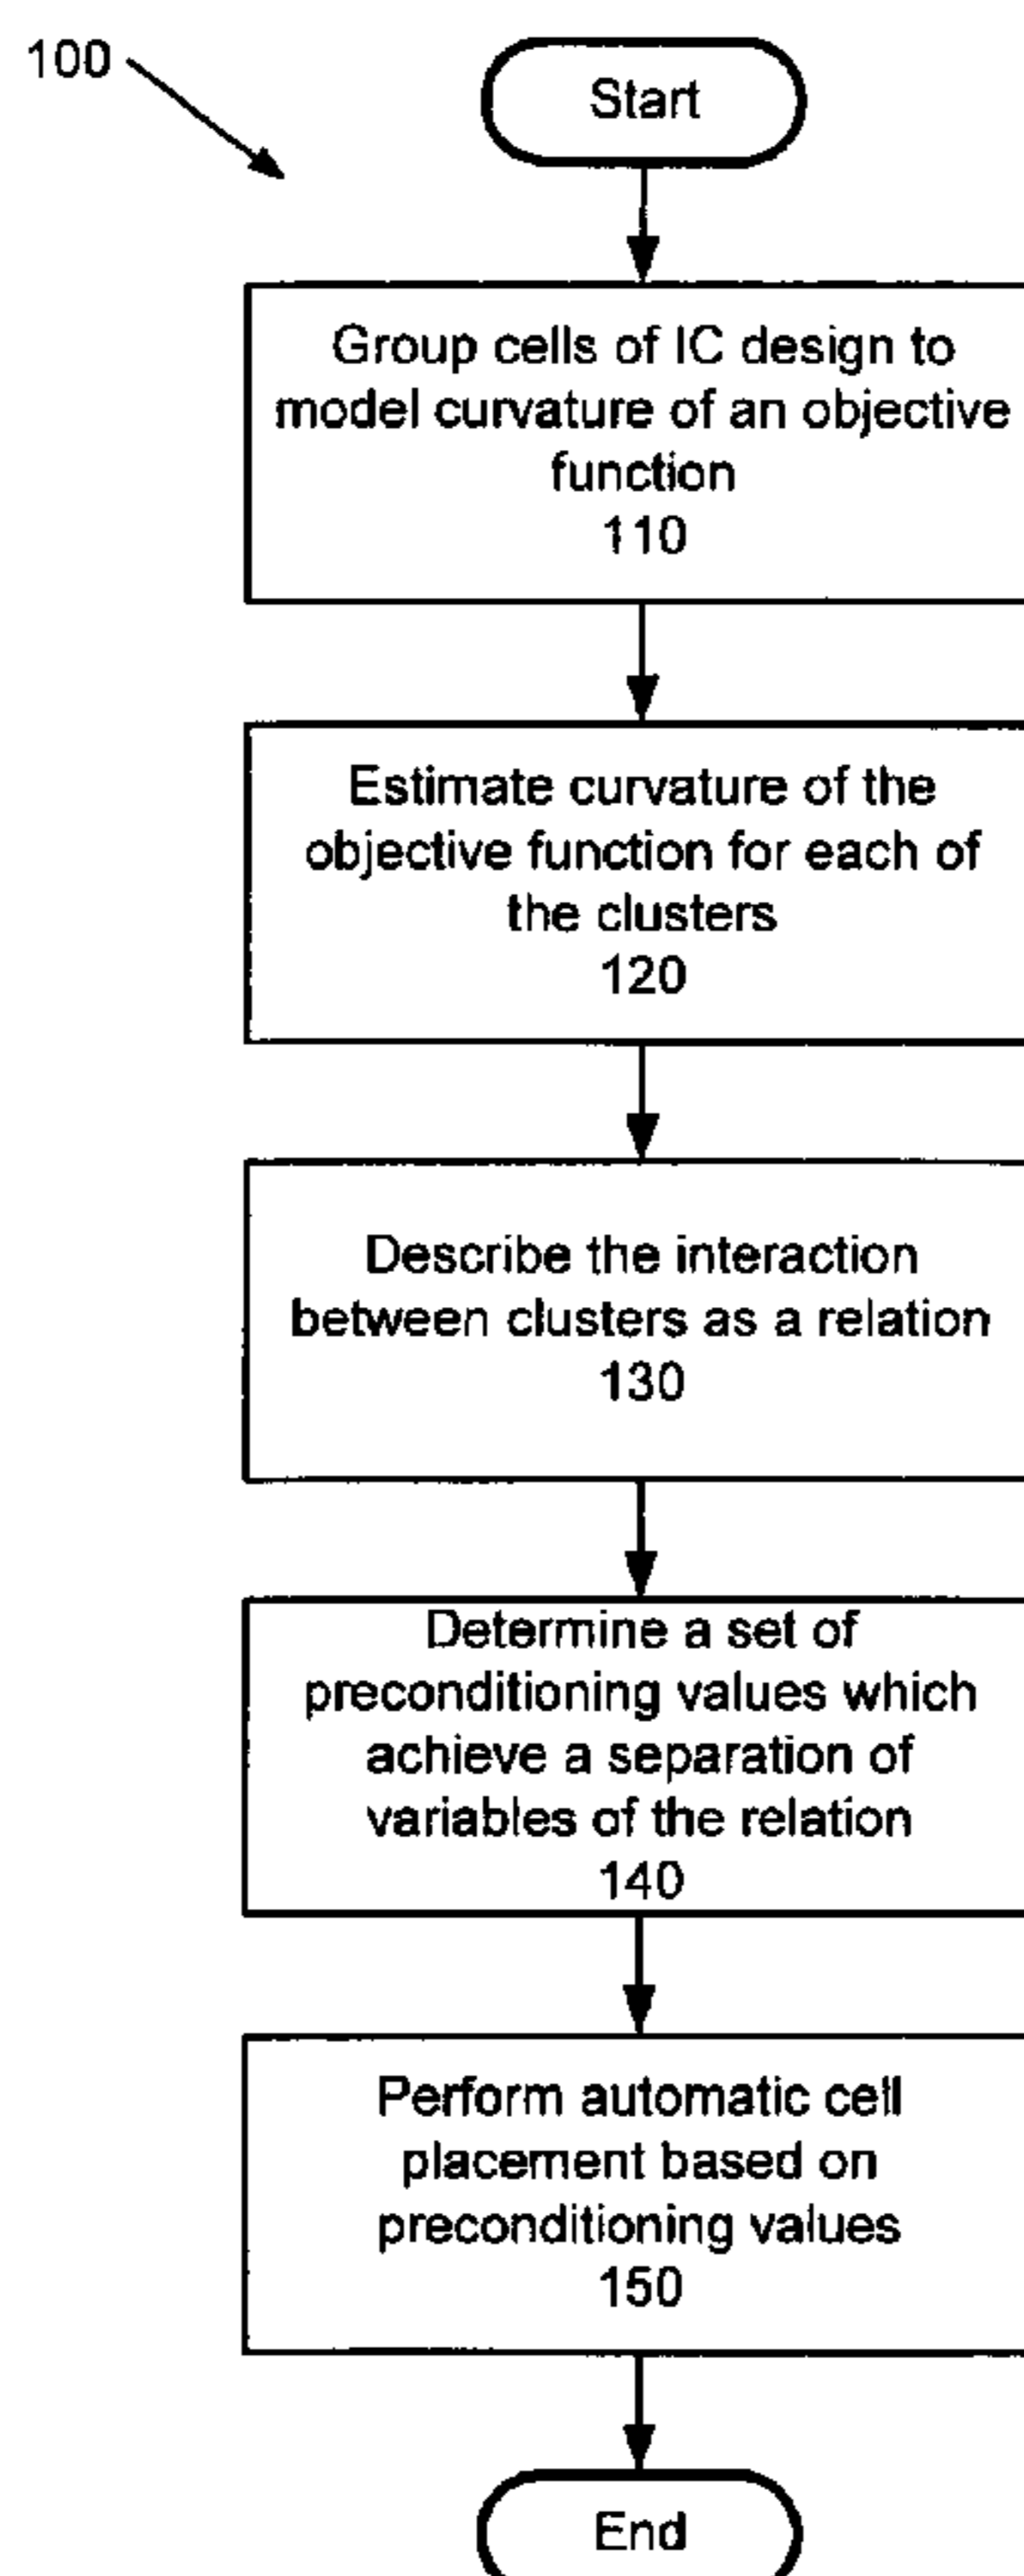 100
Start
Group cells of IC design to
model curvature of an objective
function
110
Estimate curvature of the
objective function for each of
the clusters
120
Describe the interaction
between clusters as a relation
130
Determine a set of
preconditioning values which
achieve a separation of
variables of the relation
140
Perform automatic cell
placement based on
preconditioning values
150
End